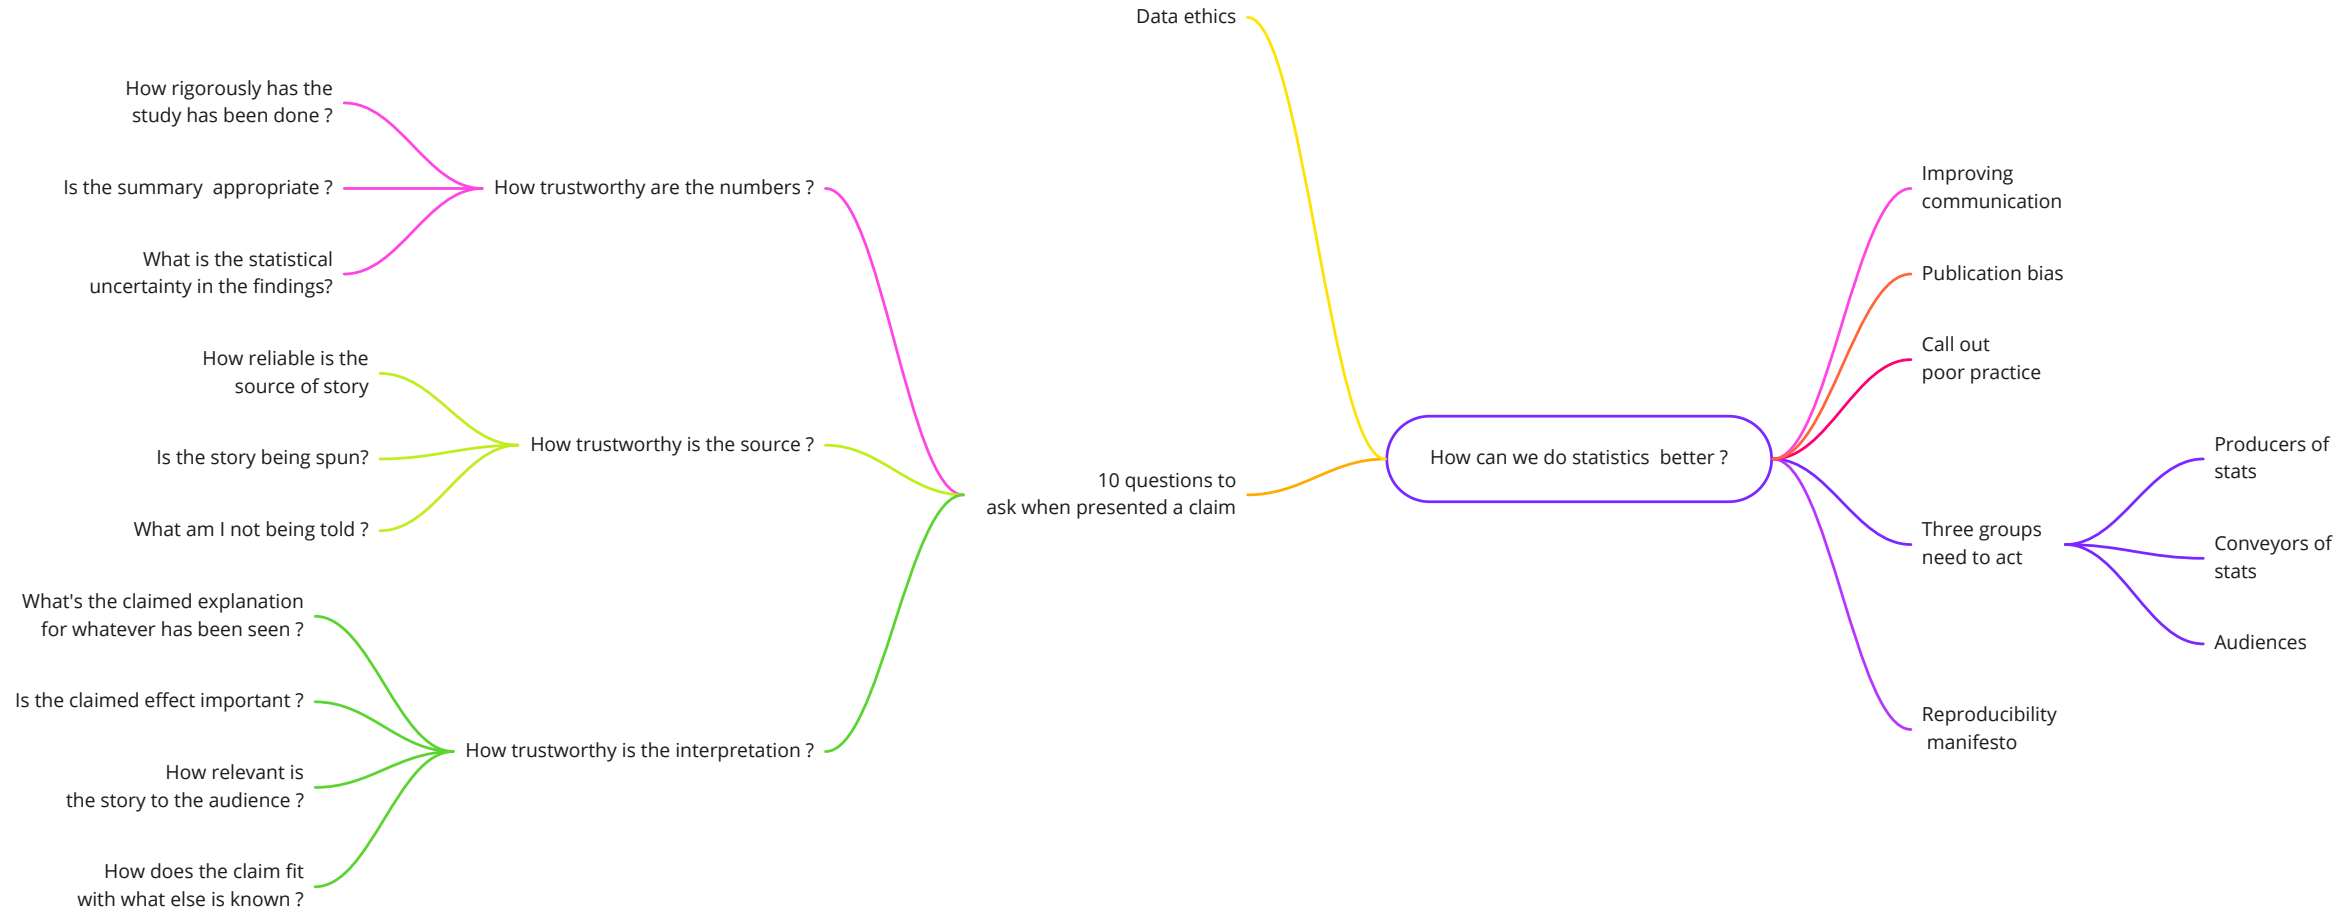 Data ethics
How rigorously has the
study has been done ?
Is the summary  appropriate ?
What is the statistical
uncertainty in the findings?
How trustworthy are the numbers ?
How reliable is the
source of story
Is the story being spun?
What am I not being told ?
How trustworthy is the source ?
What's the claimed explanation
for whatever has been seen ?
Is the claimed effect important ?
How relevant is
the story to the audience ?
How does the claim fit
with what else is known ?
How trustworthy is the interpretation ?
10 questions to
ask when presented a claim
How can we do statistics  better ?
Improving
communication
Publication bias
Call out
poor practice
Three groups
need to act
Producers of
stats
Conveyors of
stats
Audiences
Reproducibility
manifesto